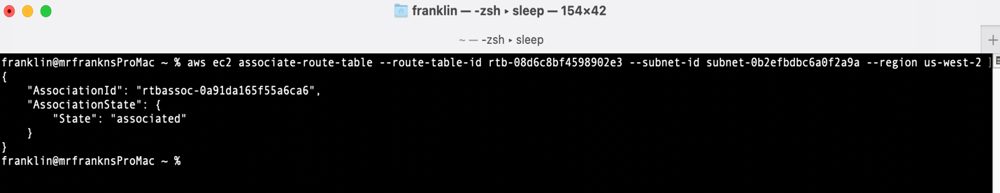 franklin — -zsh ▸ sleep — 154×42
~ — -zsh ▸ sleep
franklin@mrfranknsProMac ~ % aws ec2 associate-route-table --route-table-id rtb-08d6c8bf4598902e3 --subnet-id subnet-0b2efbdbc6a0f2a9a --region us-west-2 ]
{
    "AssociationId": "rtbassoc-0a91da165f55a6ca6",
    "AssociationState": {
        "State": "associated"
    }
}
franklin@mrfranknsProMac ~ %